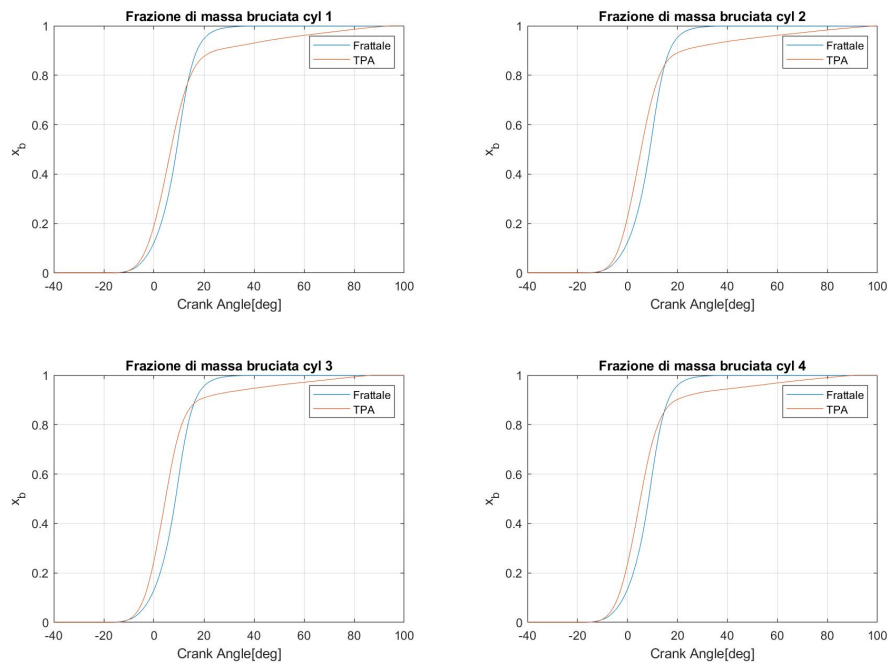 Frazione di massa bruciata cyl 1
1
0.8
0.6
0.4
0.2
0
x_b
-40 -20 0 20 40 60 80 100
Crank Angle[deg]
Frattale
TPA
Frazione di massa bruciata cyl 2
1
0.8
0.6
0.4
0.2
0
x_b
-40 -20 0 20 40 60 80 100
Crank Angle[deg]
Frattale
TPA
Frazione di massa bruciata cyl 3
1
0.8
0.6
0.4
0.2
0
x_b
-40 -20 0 20 40 60 80 100
Crank Angle[deg]
Frattale
TPA
Frazione di massa bruciata cyl 4
1
0.8
0.6
0.4
0.2
0
x_b
-40 -20 0 20 40 60 80 100
Crank Angle[deg]
Frattale
TPA